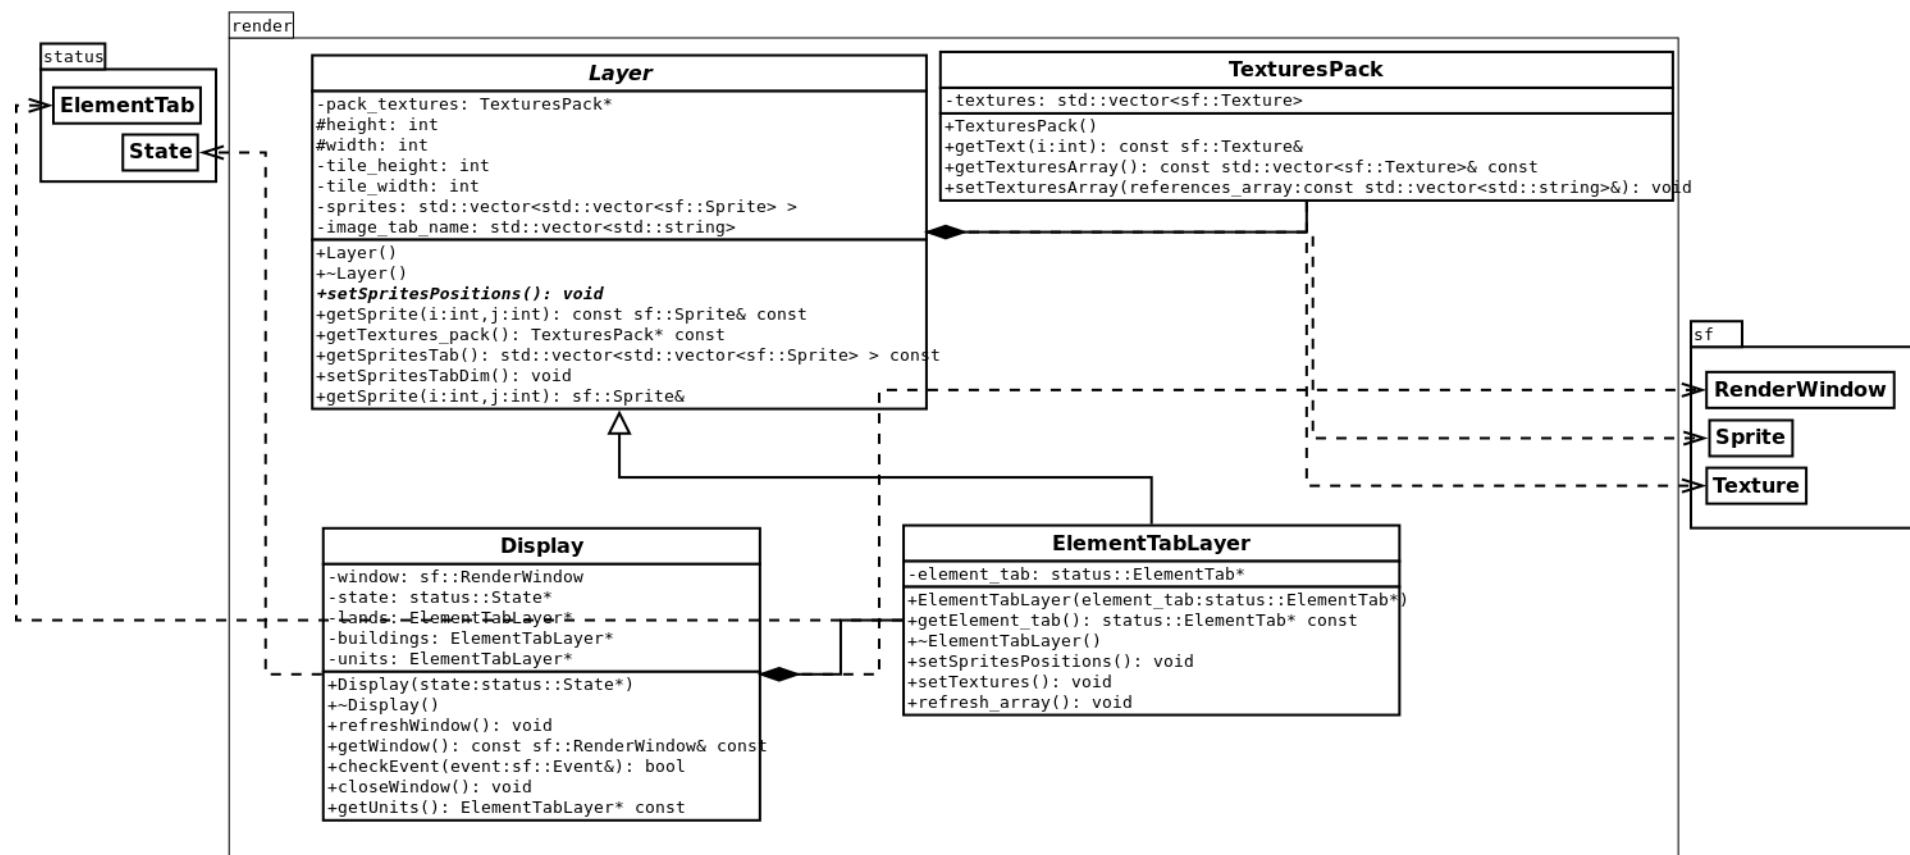 render
status
ElementTab
State
Layer
-pack_textures: TexturesPack*
#height: int
#width: int
-tile_height: int
-tile_width: int
-sprites: std::vector<std::vector<sf::Sprite> >
-image_tab_name: std::vector<std::string>
+Layer()
+~Layer()
+setSpritesPositions(): void
+getSprite(i:int,j:int): const sf::Sprite& const
+getTextures_pack(): TexturesPack* const
+getSpritesTab(): std::vector<std::vector<sf::Sprite> > const
+setSpritesTabDim(): void
+getSprite(i:int,j:int): sf::Sprite&
TexturesPack
-textures: std::vector<sf::Texture>
+TexturesPack()
+getText(i:int): const sf::Texture&
+getTexturesArray(): const std::vector<sf::Texture>& const
+setTexturesArray(references_array:const std::vector<std::string>&): void
sf
RenderWindow
Sprite
Texture
Display
-window: sf::RenderWindow
-state: status::State*
-lands: ElementTabLayer*
-buildings: ElementTabLayer*
-units: ElementTabLayer*
+Display(state:status::State*)
+~Display()
+refreshWindow(): void
+getWindow(): const sf::RenderWindow& const
+checkEvent(event:sf::Event&): bool
+closeWindow(): void
+getUnits(): ElementTabLayer* const
ElementTabLayer
-element_tab: status::ElementTab*
+ElementTabLayer(element_tab:status::ElementTab*)
+getElement_tab(): status::ElementTab* const
+~ElementTabLayer()
+setSpritesPositions(): void
+setTextures(): void
+refresh_array(): void